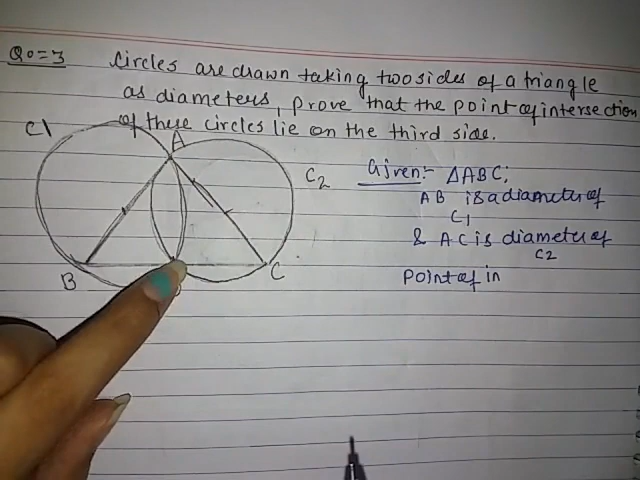 Qo=3 Circles are drawn taking two sides of a triangle
as diameters, prove that the point of intersection
of these circles lie on the third side.
C1
A
C2
Given:- ΔABC;
AB is a diameter of
C1
& AC is diameter of
C2
B
C
point of in